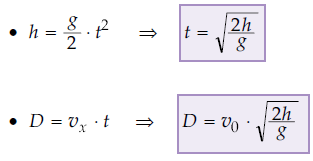 • h = g/2 · t² ⇒ t = √(2h/g)
• D = vₓ · t ⇒ D = v₀ · √(2h/g)